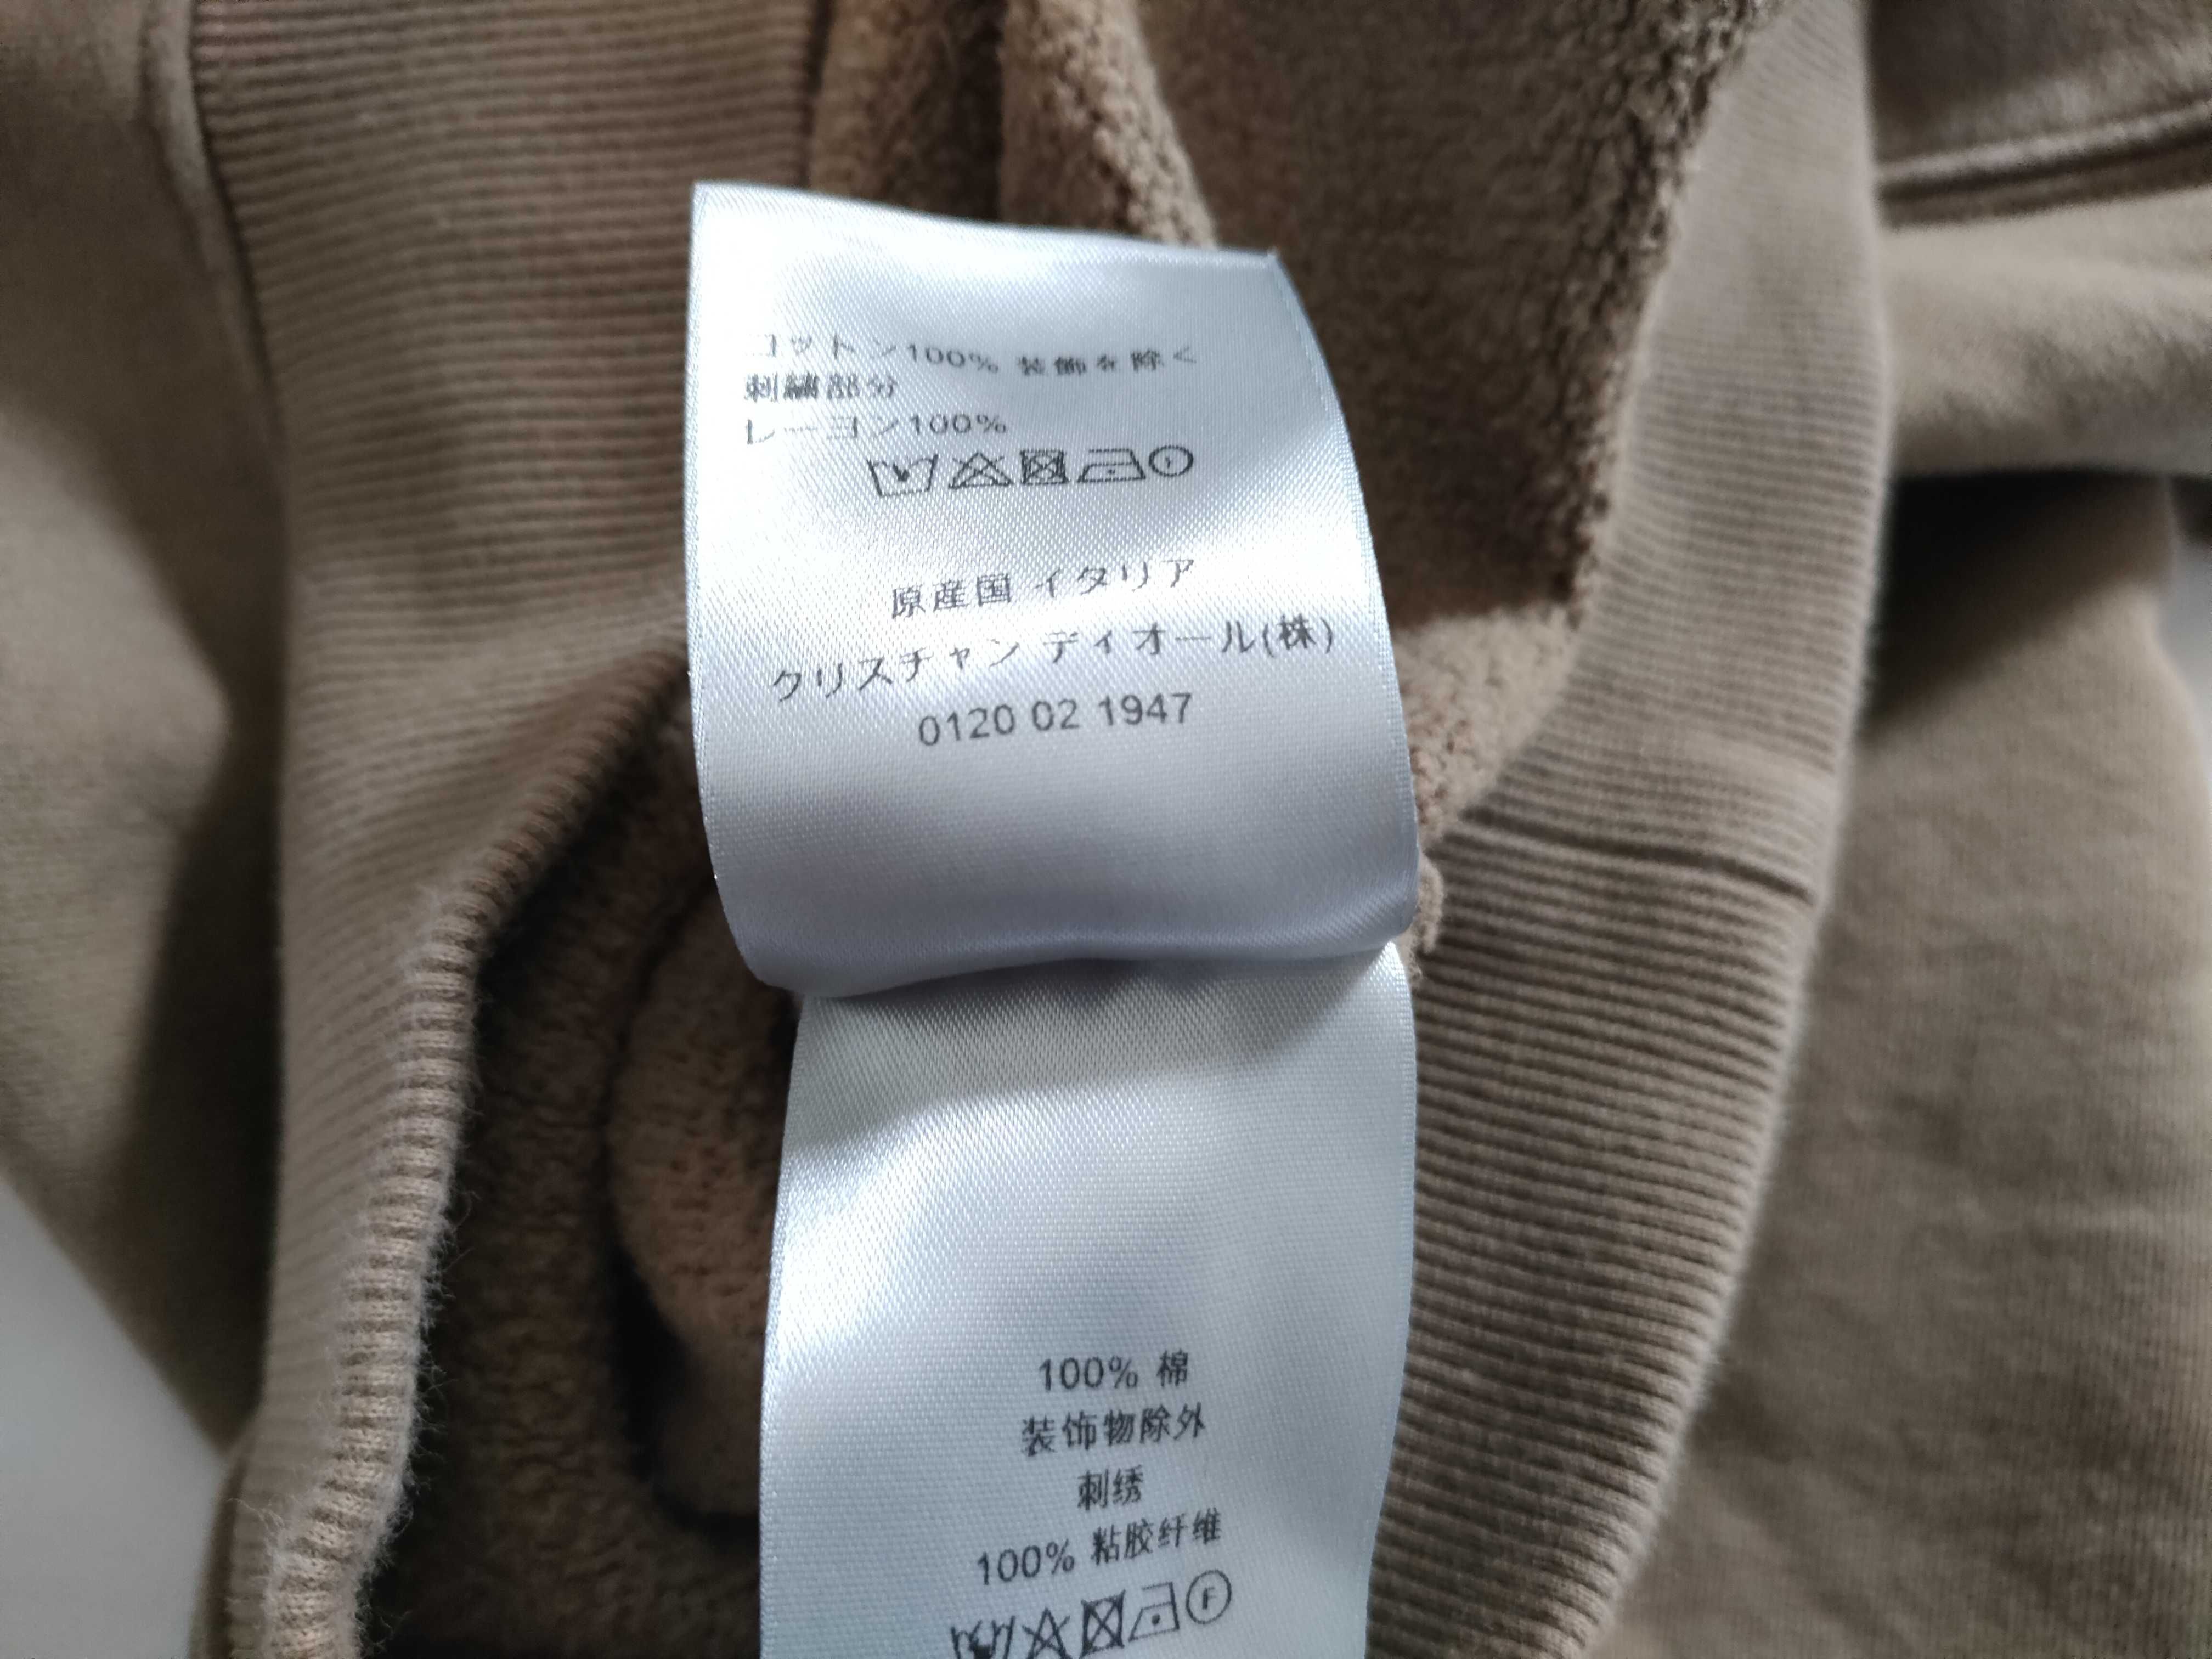 コットン100% 装飾を除く
刺繍部分
レーヨン100%
原産国 イタリア
クリスチャン ディオール(株)
0120 02 1947
100% 棉
装饰物除外
刺绣
100% 粘胶纤维
F